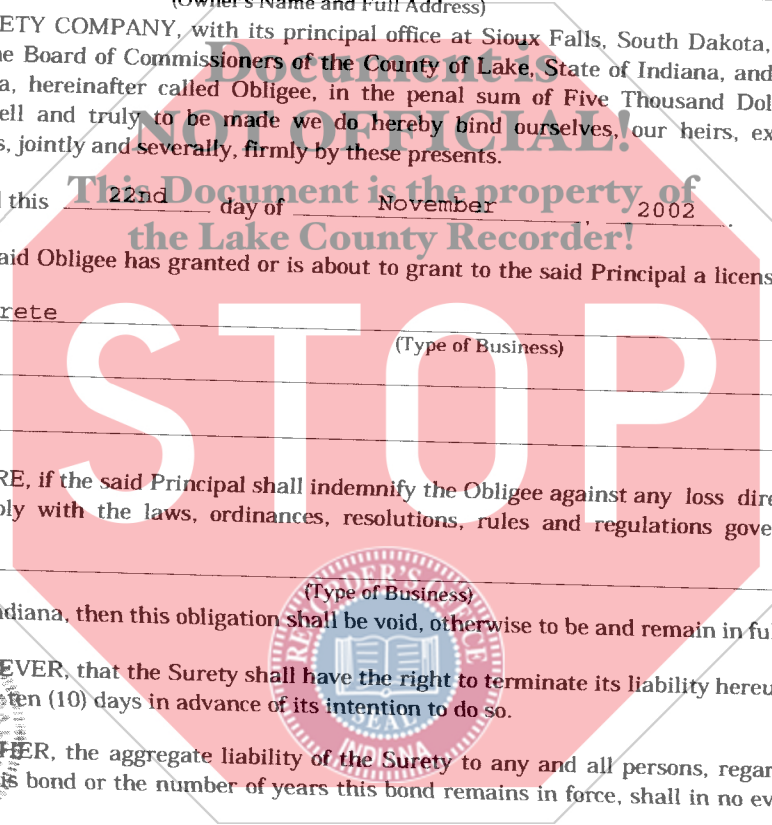 (Owner's Name and Full Address)
ETY COMPANY, with its principal office at Sioux Falls, South Dakota,
e Board of Commissioners of the County of Lake, State of Indiana, and
a, hereinafter called Obligee, in the penal sum of Five Thousand Dol
ell and truly to be made we do hereby bind ourselves, our heirs, ex
s, jointly and severally, firmly by these presents.
this 22nd day of November, 2002.
aid Obligee has granted or is about to grant to the said Principal a licens
rete
(Type of Business)
RE, if the said Principal shall indemnify the Obligee against any loss dire
ply with the laws, ordinances, resolutions, rules and regulations gove
(Type of Business)
ndiana, then this obligation shall be void, otherwise to be and remain in ful
EVER, that the Surety shall have the right to terminate its liability hereu
ten (10) days in advance of its intention to do so.
HER, the aggregate liability of the Surety to any and all persons, regar
is bond or the number of years this bond remains in force, shall in no ev
Document is
NOT OFFICIAL!
This Document is the property of
the Lake County Recorder!
STOP
RECORDER'S OFFICE
SEAL
INDIANA